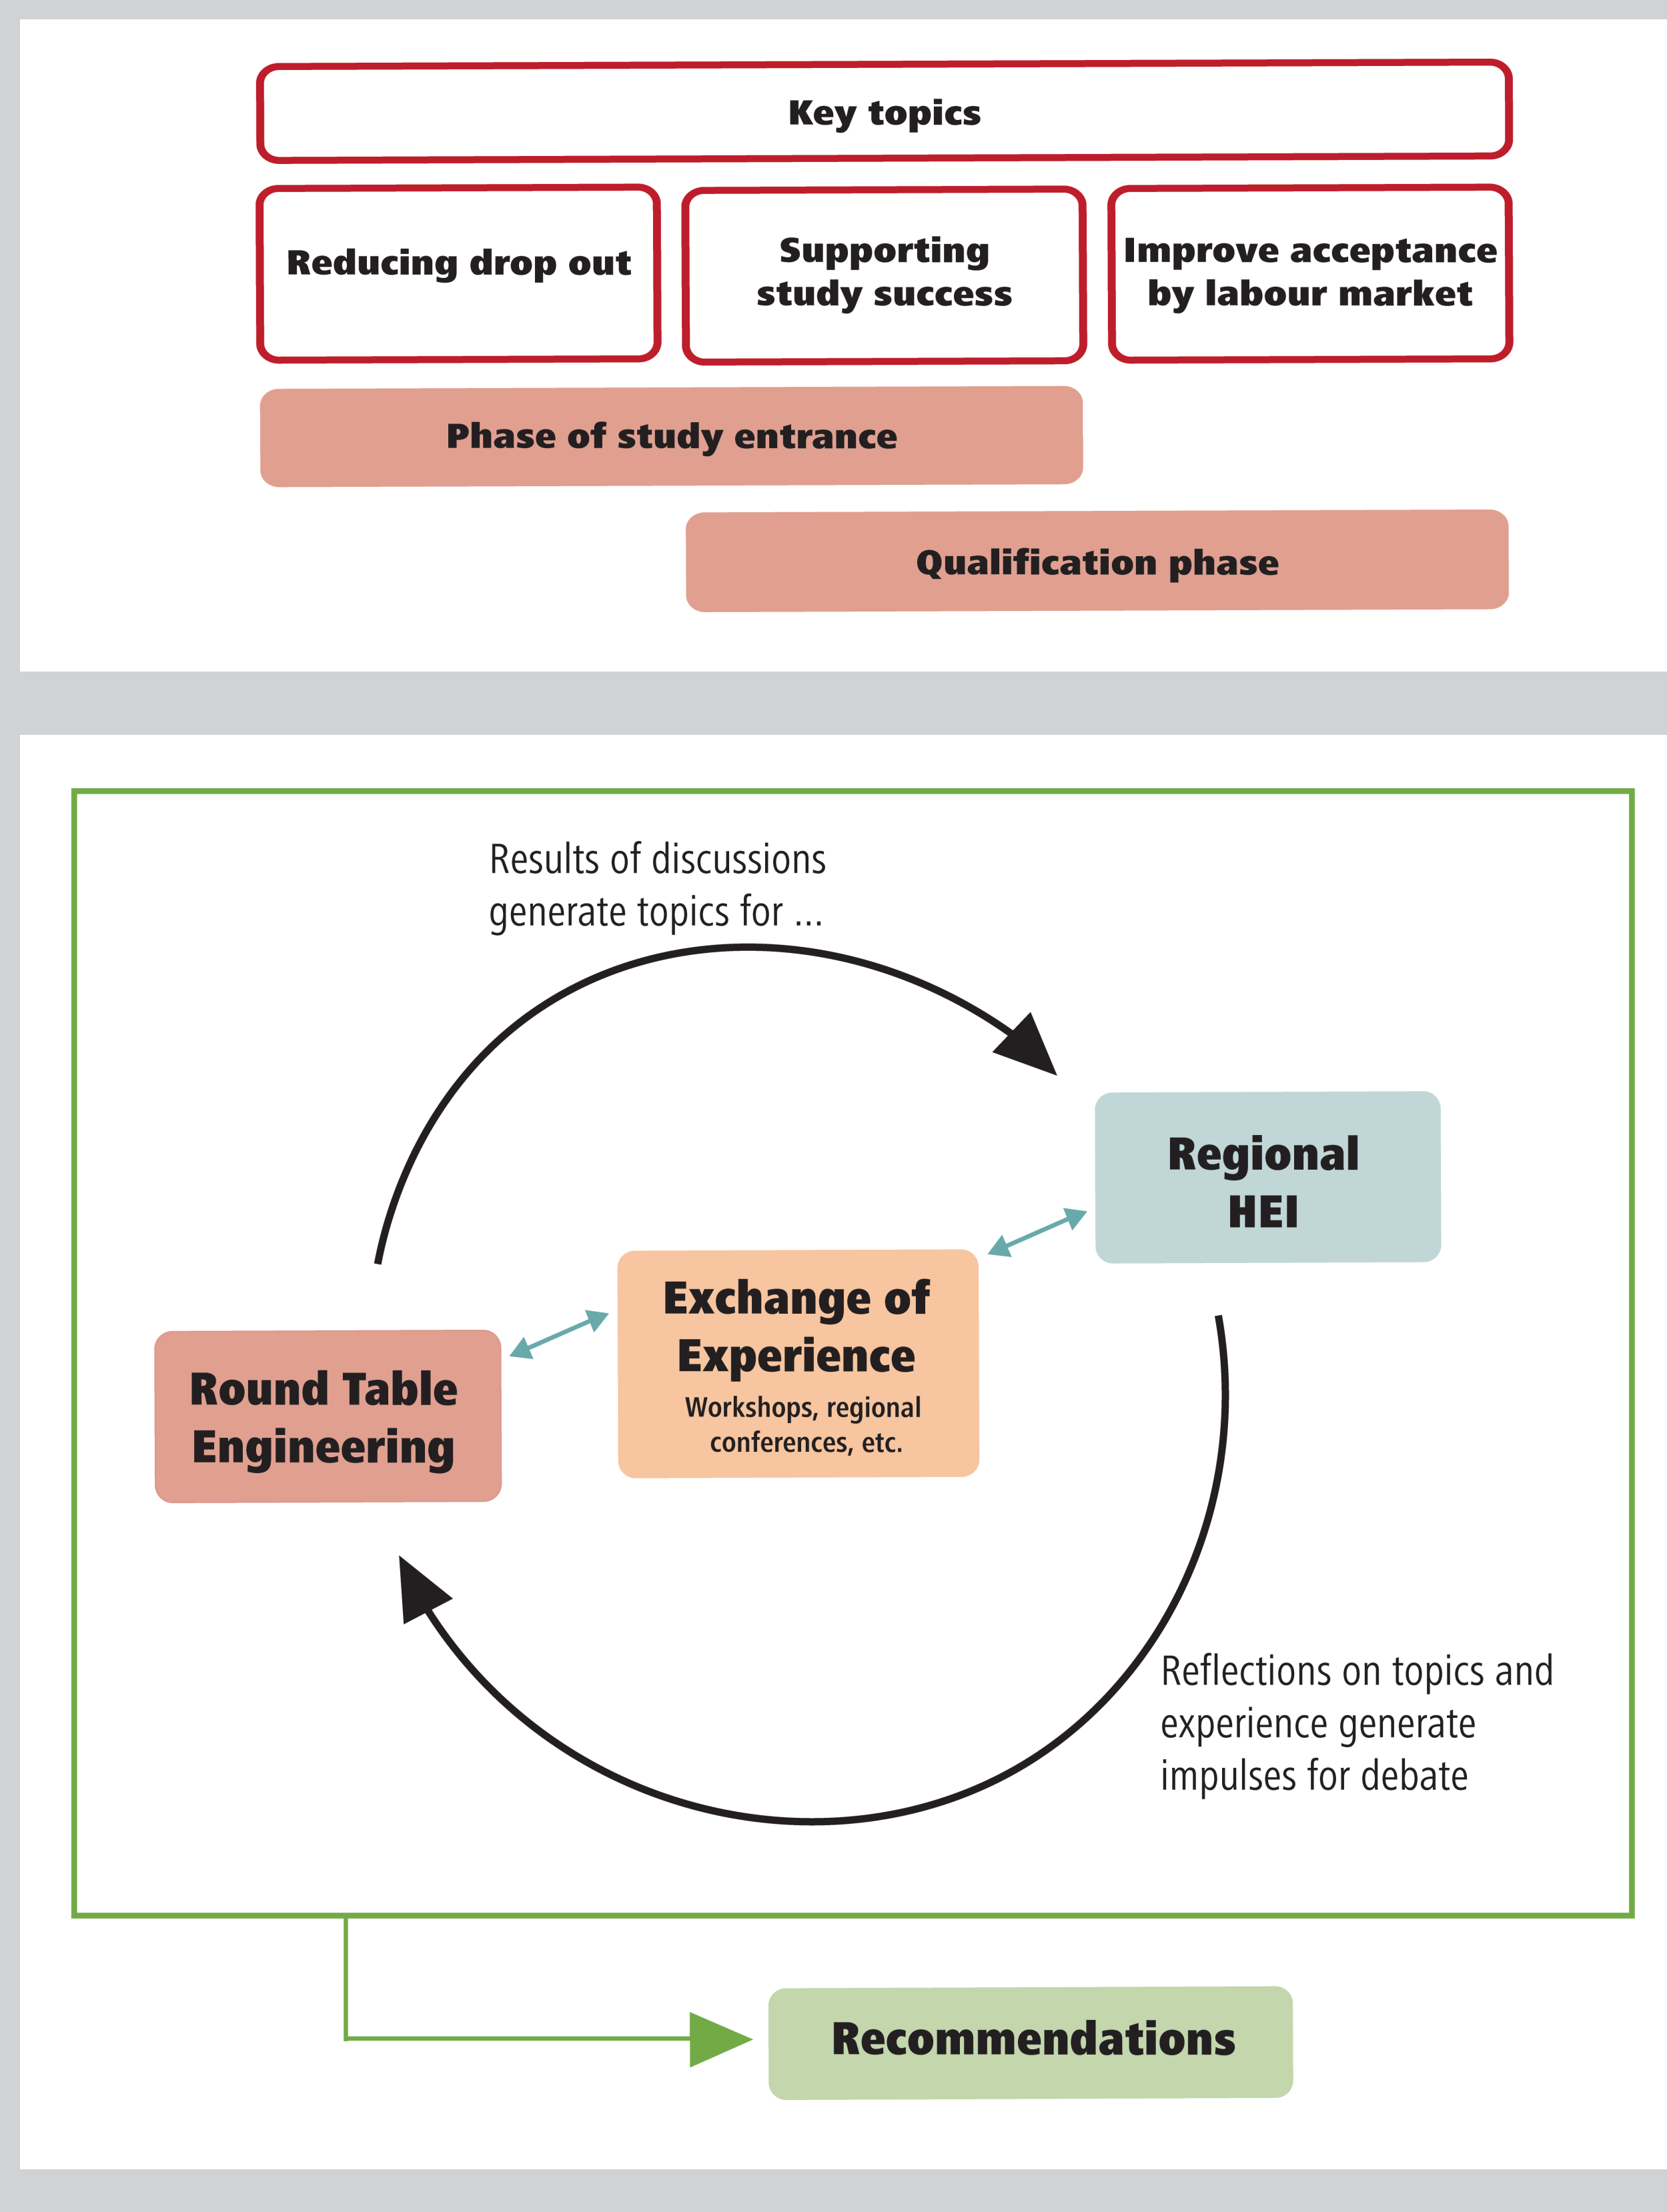 Key topics
Reducing drop out
Supporting
study success
Improve acceptance
by labour market
Phase of study entrance
Qualification phase
Results of discussions
generate topics for ...
Regional
HEI
Exchange of
Experience
Workshops, regional
conferences, etc.
Round Table
Engineering
Reflections on topics and
experience generate
impulses for debate
Recommendations